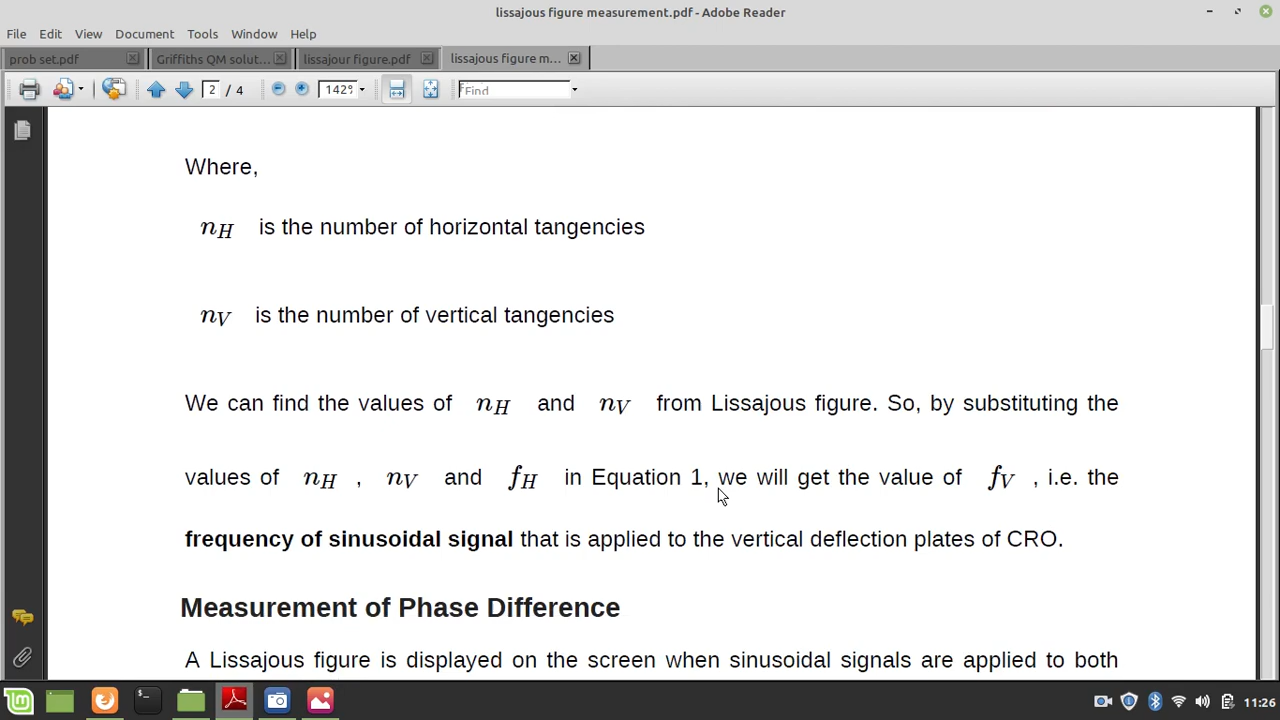 lissajous figure measurement.pdf - Adobe Reader
File Edit View Document Tools Window Help
prob set.pdf Griffiths QM solut... lissajour figure.pdf lissajous figure m...
2 / 4 142% Find
Where,
nH is the number of horizontal tangencies
nV is the number of vertical tangencies
We can find the values of nH and nV from Lissajous figure. So, by substituting the
values of nH , nV and fH in Equation 1, we will get the value of fV , i.e. the
frequency of sinusoidal signal that is applied to the vertical deflection plates of CRO.
Measurement of Phase Difference
A Lissajous figure is displayed on the screen when sinusoidal signals are applied to both
11:26